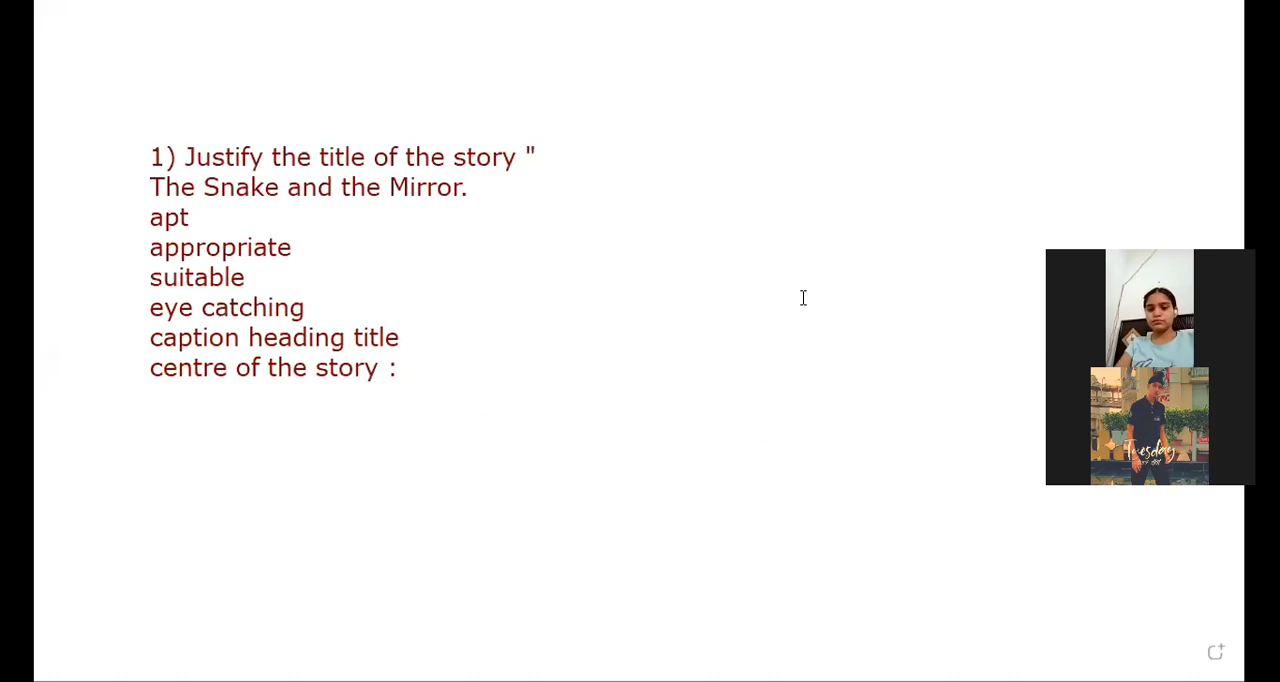 1) Justify the title of the story "
The Snake and the Mirror.
apt
appropriate
suitable
eye catching
caption heading title
centre of the story :
Tuesday